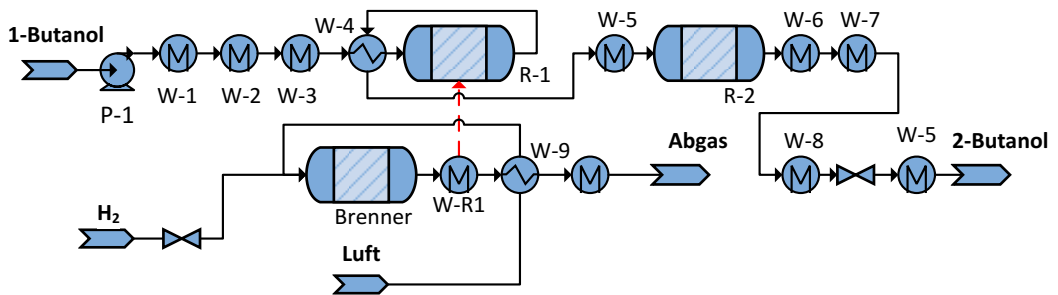 1-Butanol
P-1
W-1
W-2
W-3
W-4
R-1
W-5
R-2
W-6
W-7
W-8
W-5
2-Butanol
Brenner
W-R1
W-9
Abgas
H₂
Luft